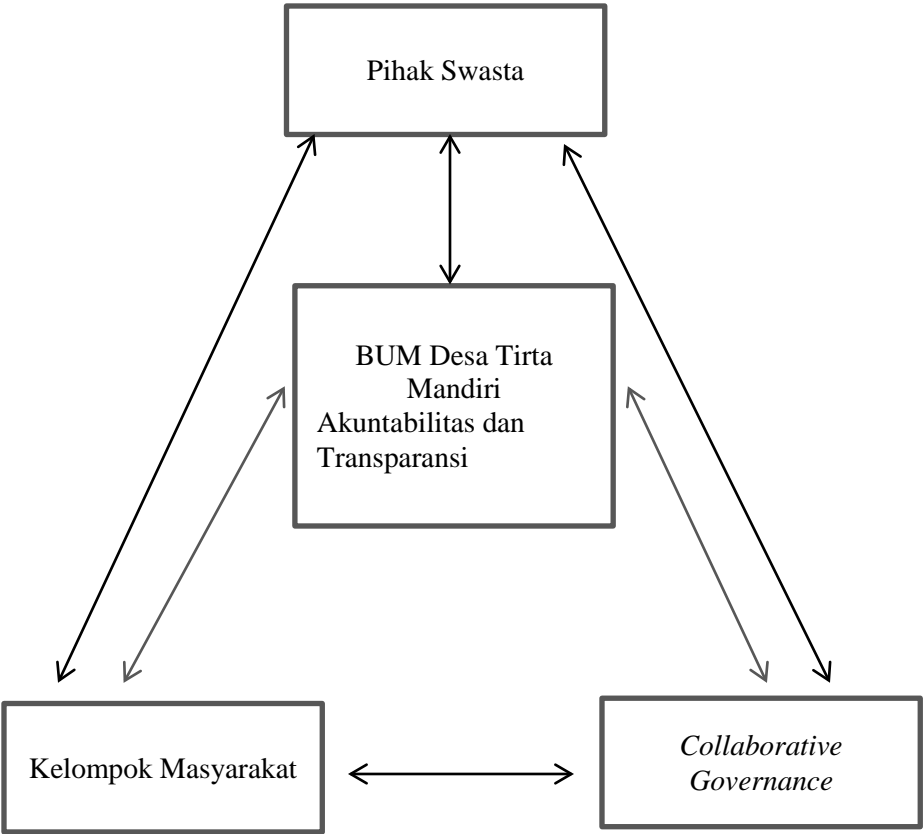 Pihak Swasta
BUM Desa Tirta
Mandiri
Akuntabilitas dan
Transparansi
Kelompok Masyarakat
Collaborative
Governance